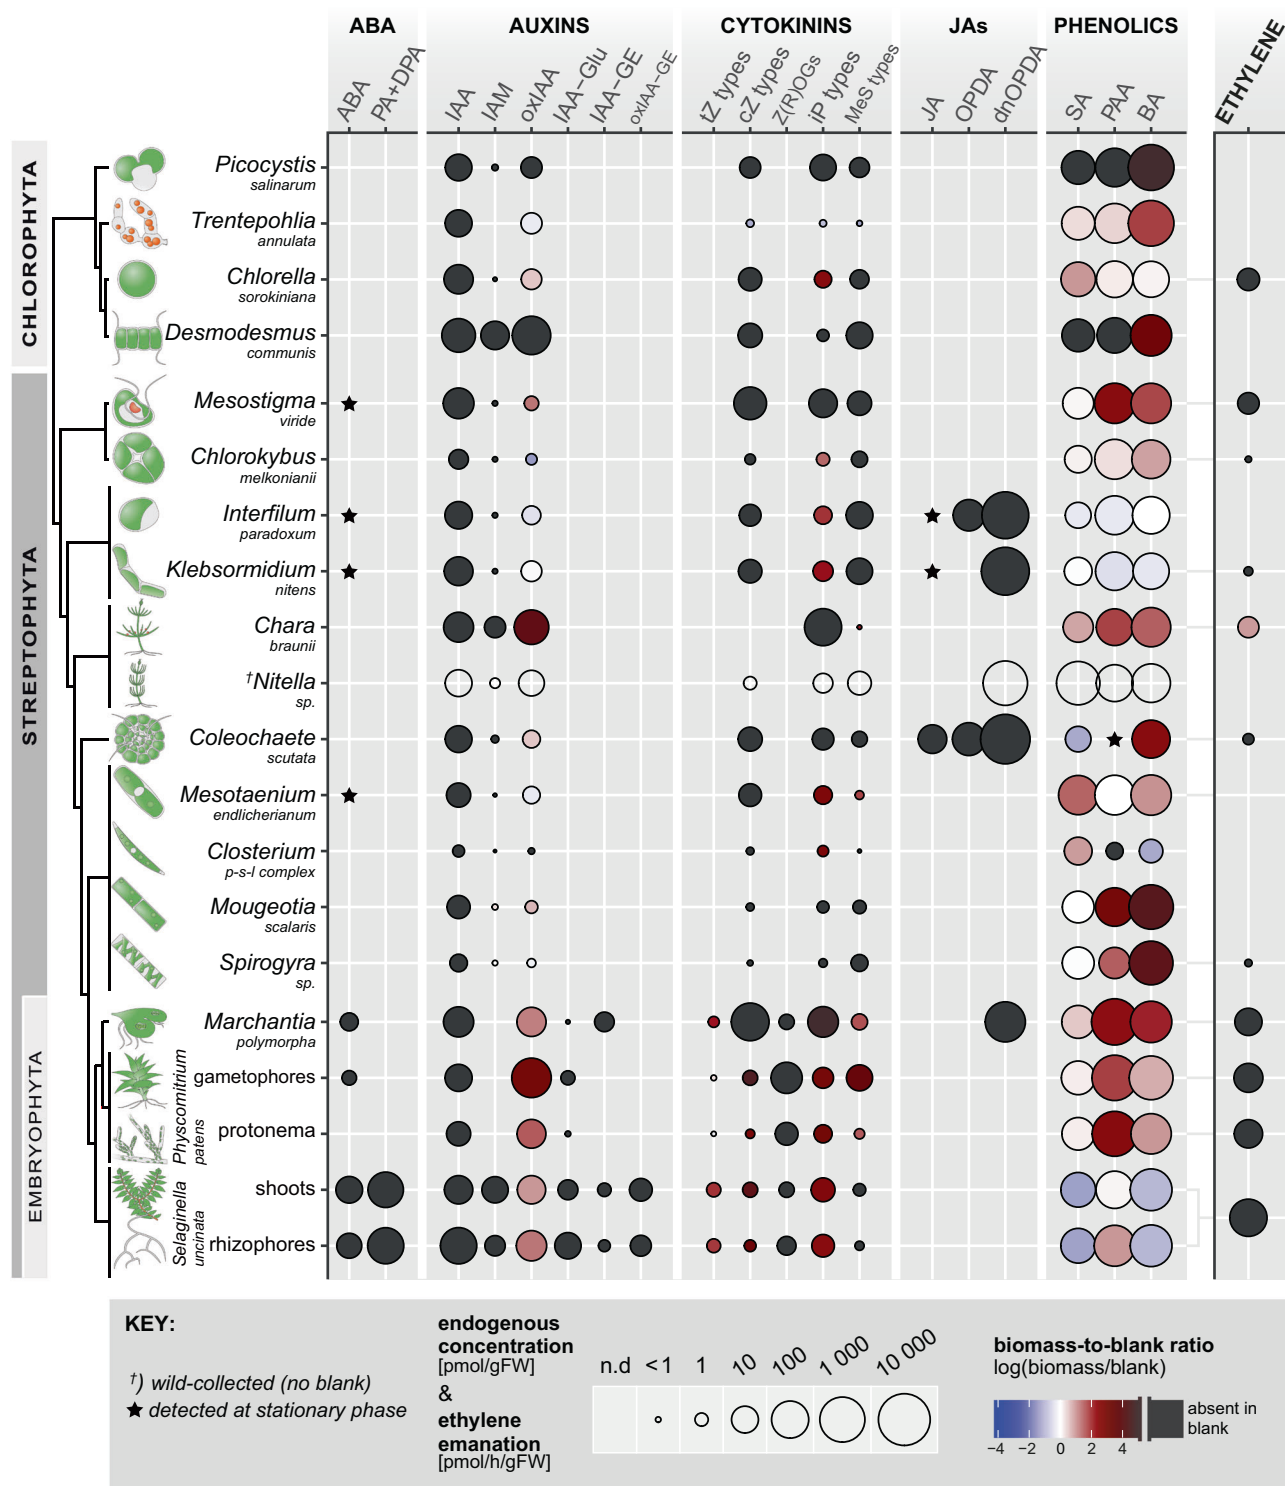 ABA AUXINS CYTOKININS JAs PHENOLICS ETHYLENE
ABA PA+DPA IAA IAM oxIAA IAA–Glu IAA–GE oxIAA–GE tZ types cZ types Z(R)OGs iP types MeS types JA OPDA dnOPDA SA PAA BA
CHLOROPHYTA
Picocystis
salinarum
Trentepohlia
annulata
Chlorella
sorokiniana
Desmodesmus
communis
STREPTOPHYTA
Mesostigma
viride
Chlorokybus
melkonianii
Interfilum
paradoxum
Klebsormidium
nitens
Chara
braunii
†Nitella
sp.
Coleochaete
scutata
Mesotaenium
endlicherianum
Closterium
p-s-l complex
Mougeotia
scalaris
Spirogyra
sp.
EMBRYOPHYTA
Marchantia
polymorpha
Physcomitrium
patens
gametophores
protonema
Selaginella
uncinata
shoots
rhizophores
KEY:
†) wild-collected (no blank)
★ detected at stationary phase
endogenous
concentration
[pmol/gFW]
&
ethylene
emanation
[pmol/h/gFW]
n.d <1 1 10 100 1 000 10 000
biomass-to-blank ratio
log(biomass/blank)
−4 −2 0 2 4
absent in
blank